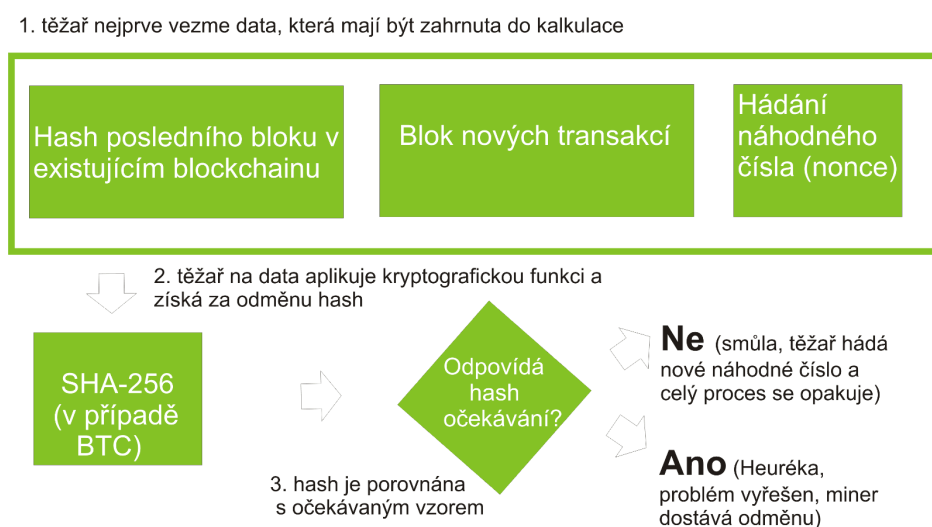 1. těžař nejprve vezme data, která mají být zahrnuta do kalkulace
Hash posledního bloku v
existujícím blockchainu
Blok nových transakcí
Hádání
náhodného
čísla (nonce)
2. těžař na data aplikuje kryptografickou funkci a
získá za odměnu hash
SHA-256
(v případě
BTC)
Odpovídá
hash
očekávání?
3. hash je porovnána
s očekávaným vzorem
Ne (smůla, těžař hádá
nové náhodné číslo a
celý proces se opakuje)
Ano (Heuréka,
problém vyřešen, miner
dostává odměnu)